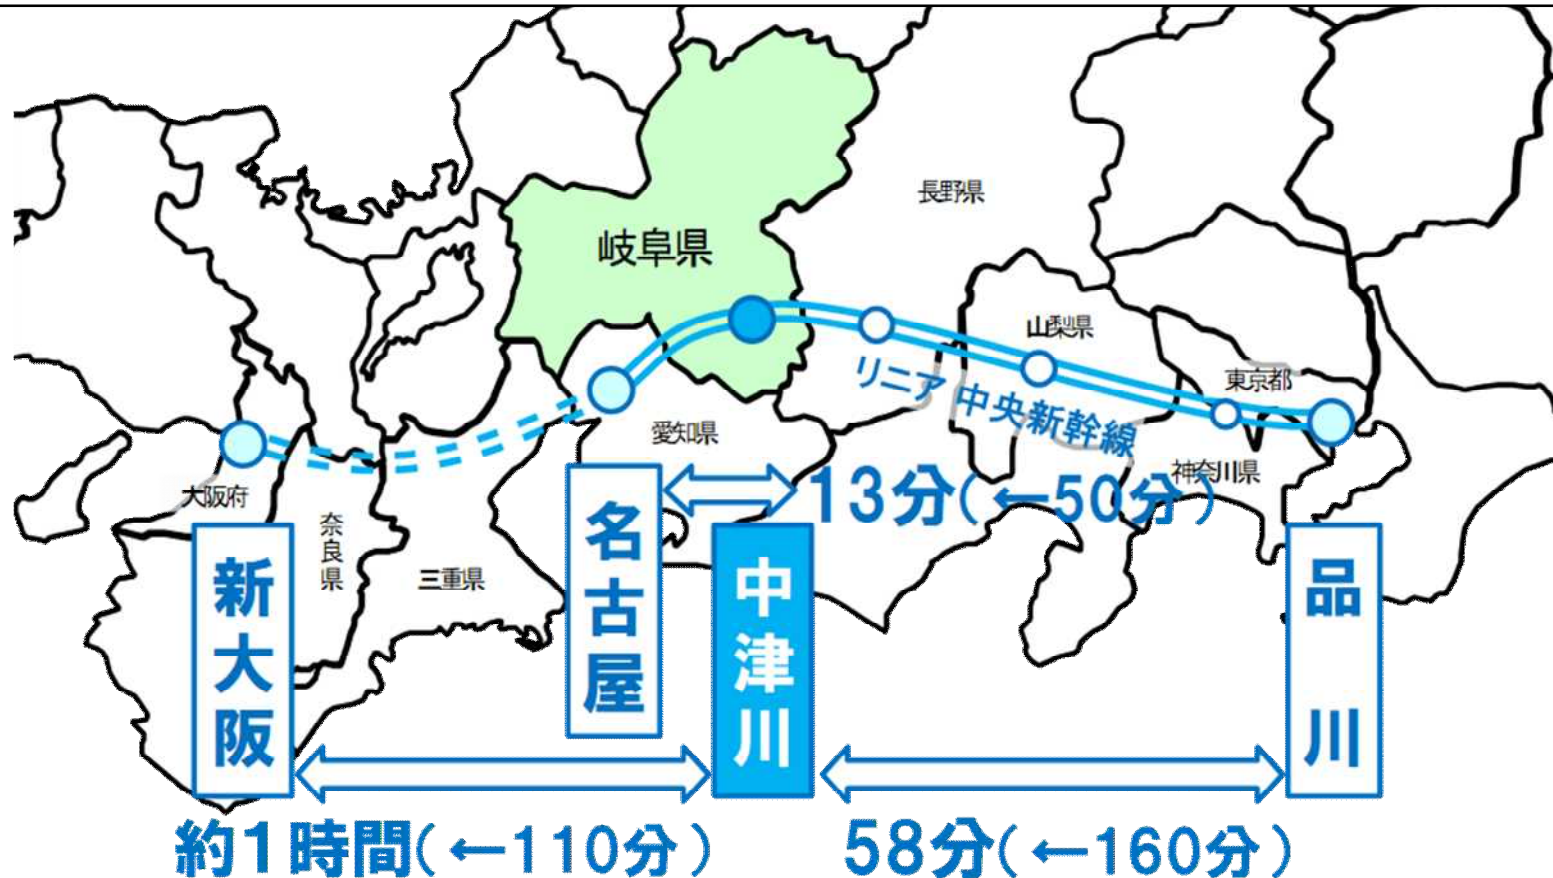 長野県
岐阜県
山梨県
東京都
リニア 中央新幹線
愛知県
神奈川県
大阪府
奈良県
三重県
13分(←50分)
新大阪
名古屋
中津川
品川
約1時間(←110分)
58分(←160分)